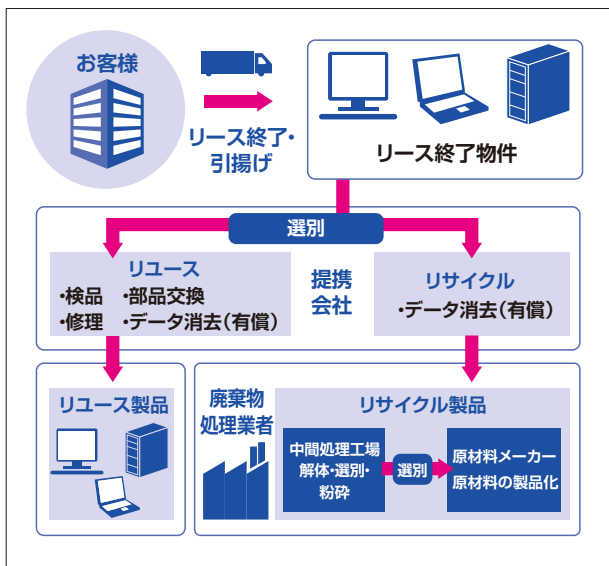 お客様
リース終了・
引揚げ
リース終了物件
選別
リユース
・検品 ・部品交換
・修理 ・データ消去(有償)
提携
会社
リサイクル
・データ消去(有償)
リユース製品
廃棄物
処理業者
リサイクル製品
中間処理工場
解体・選別・
粉砕
選別
原材料メーカー
原材料の製品化